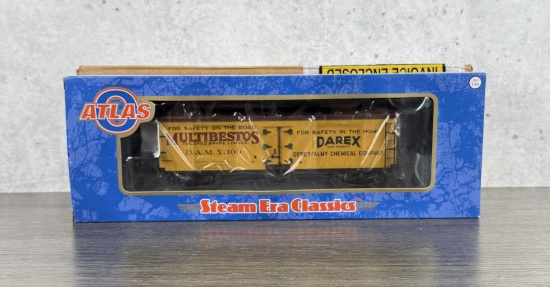 INVOICE ENCLOSED
ATLAS
O
FOR SAFETY ON THE ROAD
MULTIBESTOS
D.A.M.X. 100
FOR SAFETY IN THE HOME
DAREX
DEWEY & ALMY CHEMICAL COMPANY
Steam Era Classics